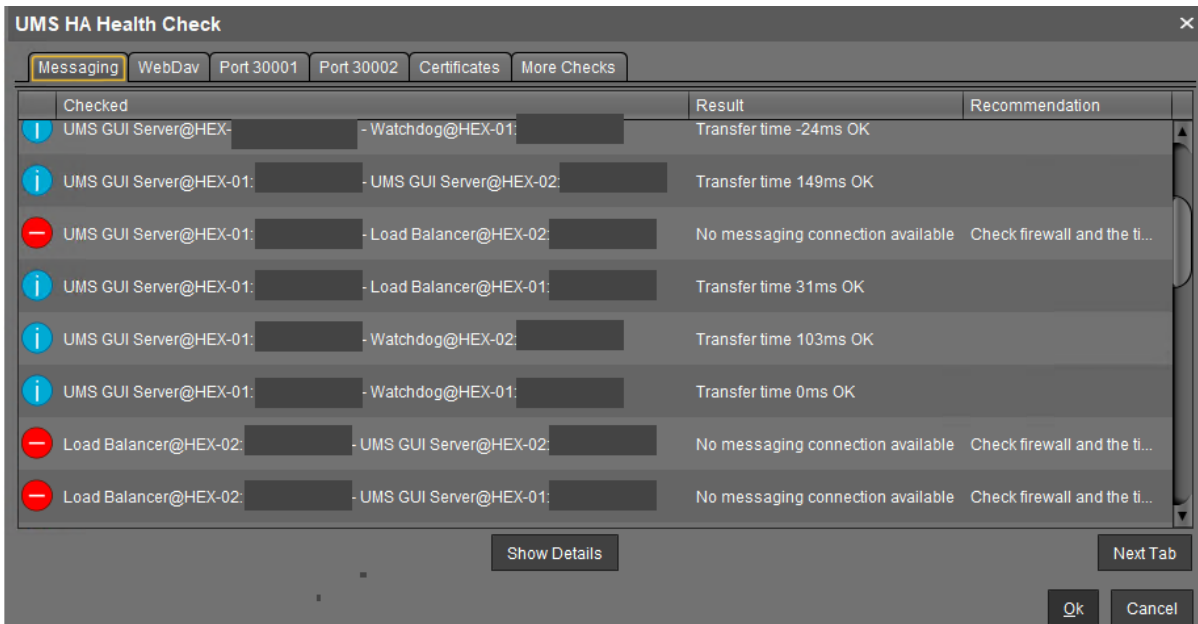 UMS HA Health Check
Messaging WebDav Port 30001 Port 30002 Certificates More Checks
Checked Result Recommendation
UMS GUI Server@HEX- - Watchdog@HEX-01: Transfer time -24ms OK
UMS GUI Server@HEX-01: - UMS GUI Server@HEX-02: Transfer time 149ms OK
UMS GUI Server@HEX-01: - Load Balancer@HEX-02: No messaging connection available Check firewall and the ti...
UMS GUI Server@HEX-01: - Load Balancer@HEX-01: Transfer time 31ms OK
UMS GUI Server@HEX-01: - Watchdog@HEX-02: Transfer time 103ms OK
UMS GUI Server@HEX-01: - Watchdog@HEX-01: Transfer time 0ms OK
Load Balancer@HEX-02: - UMS GUI Server@HEX-02: No messaging connection available Check firewall and the ti...
Load Balancer@HEX-02: - UMS GUI Server@HEX-01: No messaging connection available Check firewall and the ti...
Show Details Next Tab
Ok Cancel